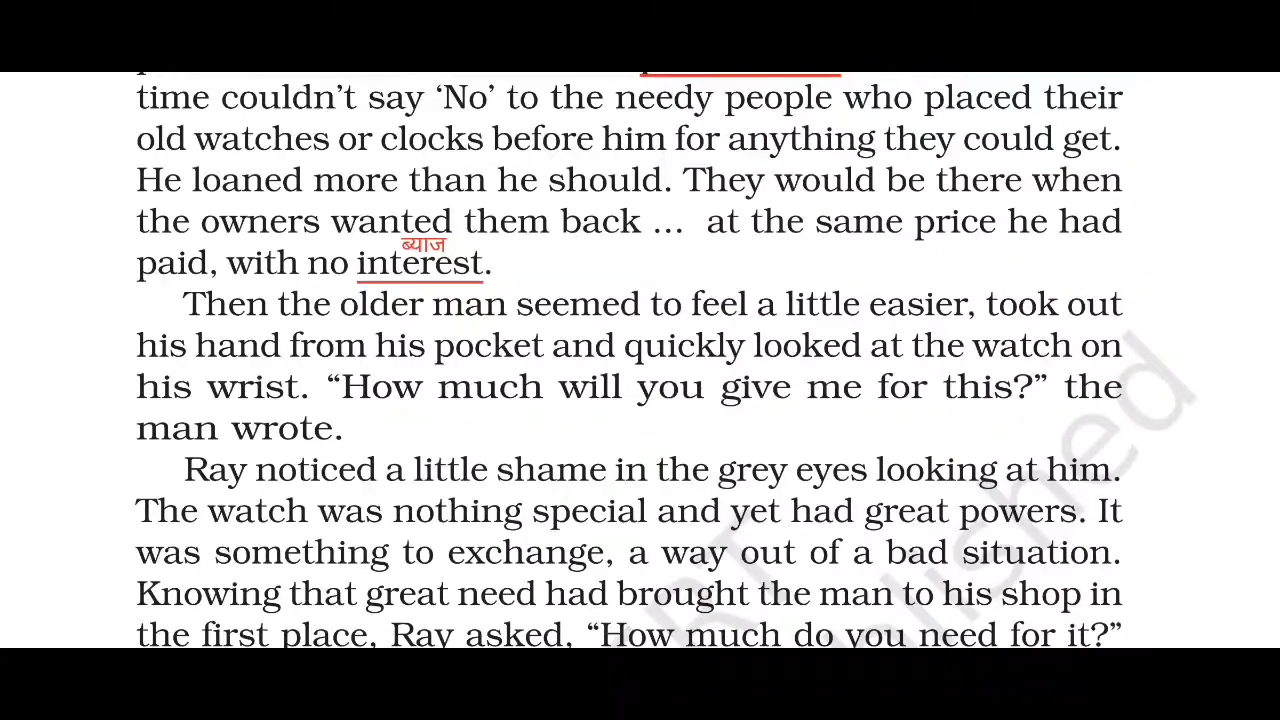 time couldn't say ‘No’ to the needy people who placed their
old watches or clocks before him for anything they could get.
He loaned more than he should. They would be there when
the owners wanted them back ... at the same price he had
ब्याज
paid, with no interest.
Then the older man seemed to feel a little easier, took out
his hand from his pocket and quickly looked at the watch on
his wrist. “How much will you give me for this?” the
man wrote.
Ray noticed a little shame in the grey eyes looking at him.
The watch was nothing special and yet had great powers. It
was something to exchange, a way out of a bad situation.
Knowing that great need had brought the man to his shop in
the first place, Ray asked, “How much do you need for it?”